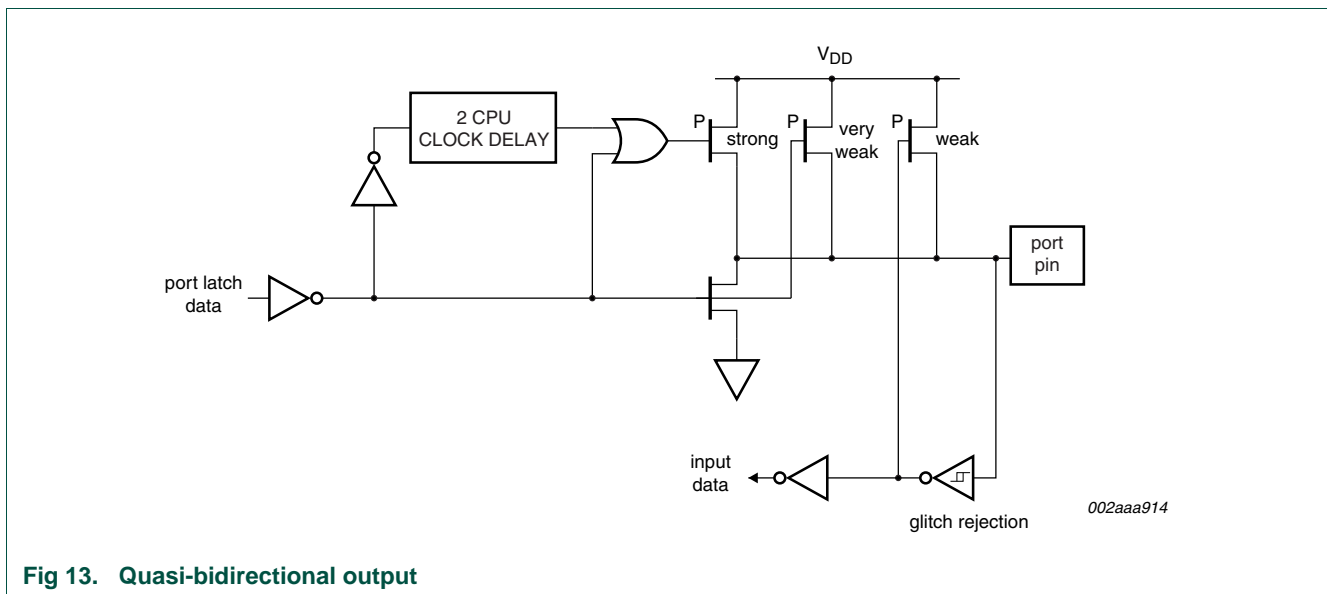 V_DD
2 CPU
CLOCK DELAY
P
strong
P
very
weak
P
weak
port latch
data
port
pin
input
data
glitch rejection
002aaa914
Fig 13. Quasi-bidirectional output